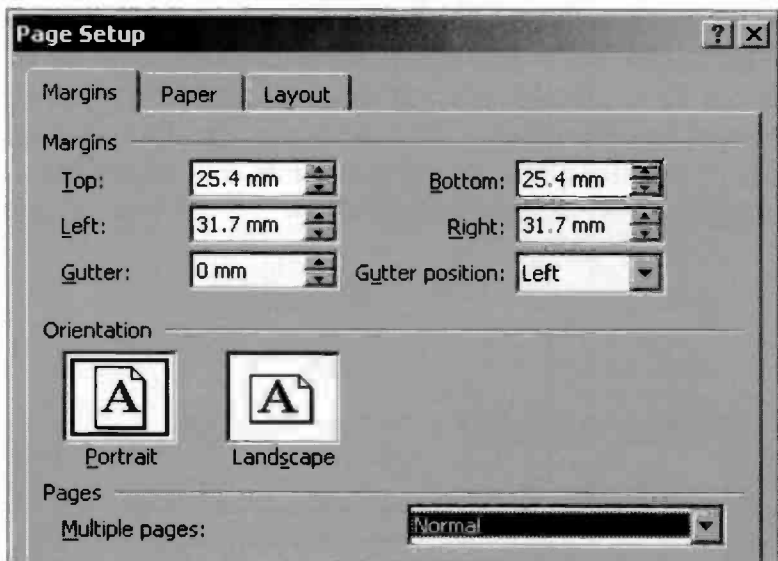 Page Setup ? X
Margins Paper Layout
Margins
Top: 25.4 mm Bottom: 25.4 mm
Left: 31.7 mm Right: 31.7 mm
Gutter: 0 mm Gutter position: Left
Orientation
A A
Portrait Landscape
Pages
Multiple pages: Normal